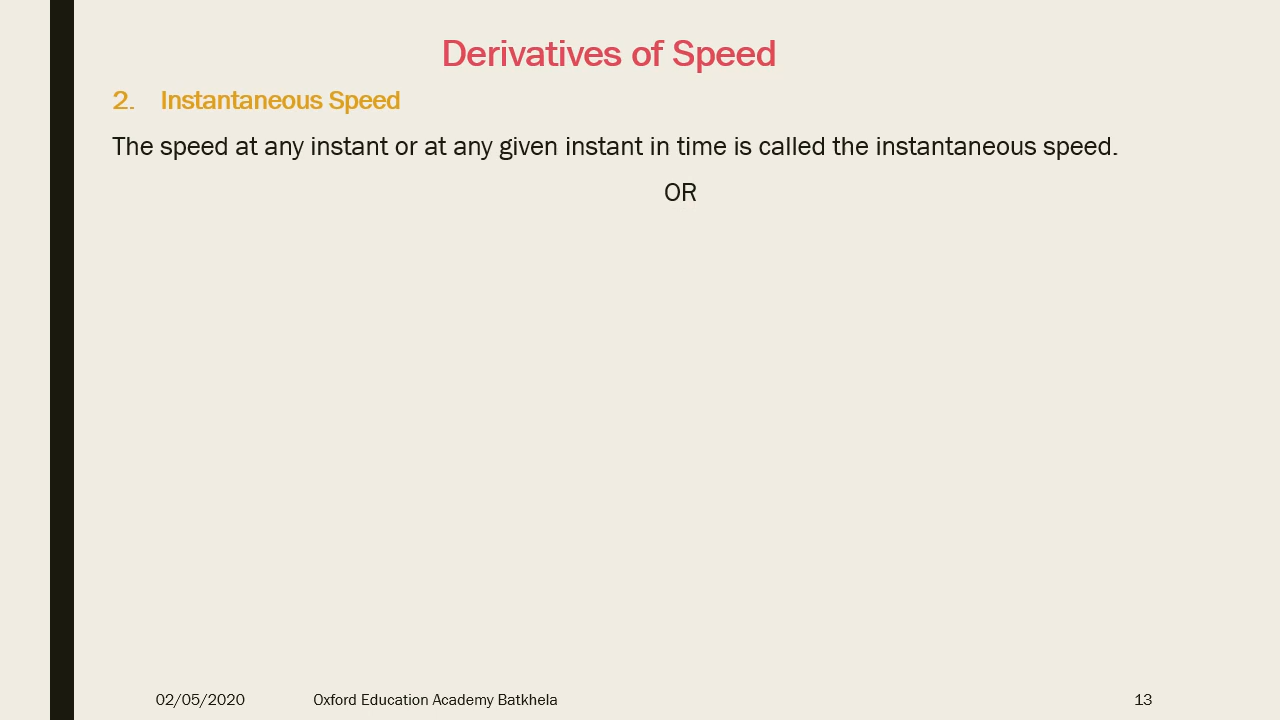 Derivatives of Speed
2. Instantaneous Speed
The speed at any instant or at any given instant in time is called the instantaneous speed.
OR
02/05/2020 Oxford Education Academy Batkhela 13